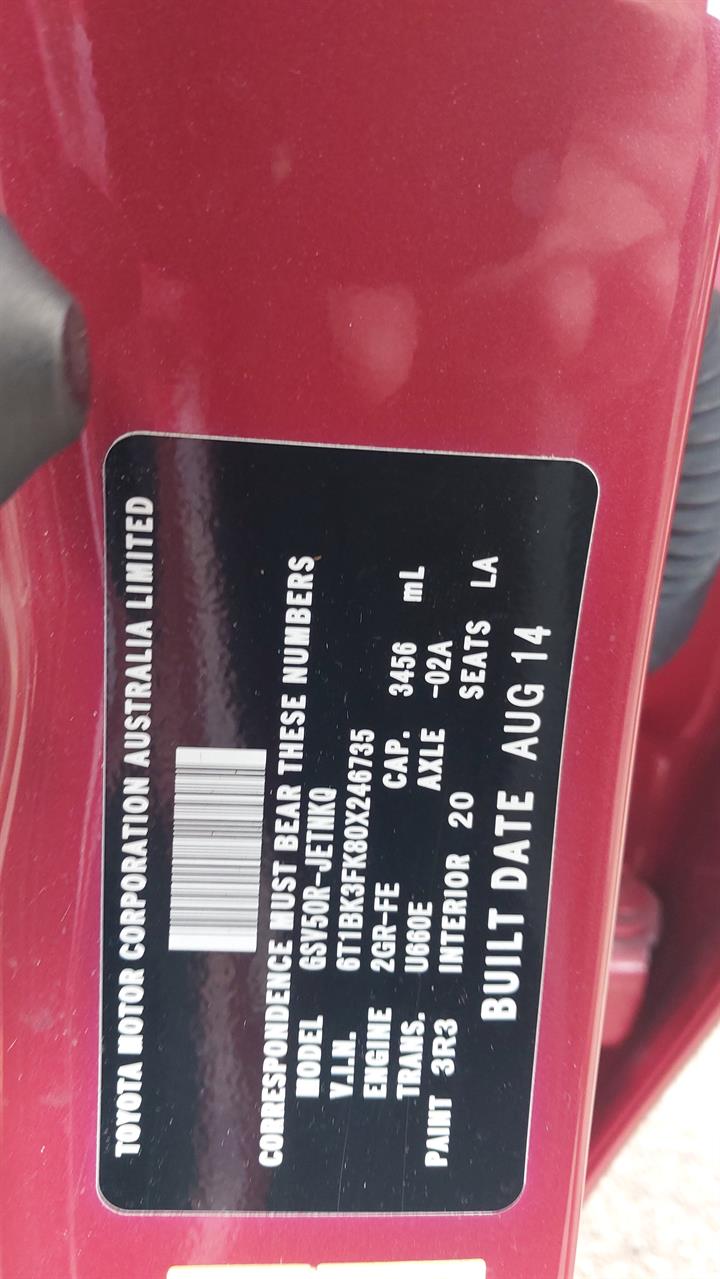 TOYOTA MOTOR CORPORATION AUSTRALIA LIMITED
CORRESPONDENCE MUST BEAR THESE NUMBERS
MODEL GSV50R-JETNKQ
V.I.N. 6T1BK3FK80X246735
ENGINE 2GR-FE CAP. 3456 mL
TRANS. U660E AXLE -02A
PAINT 3R3 INTERIOR 20 SEATS LA
BUILT DATE AUG 14